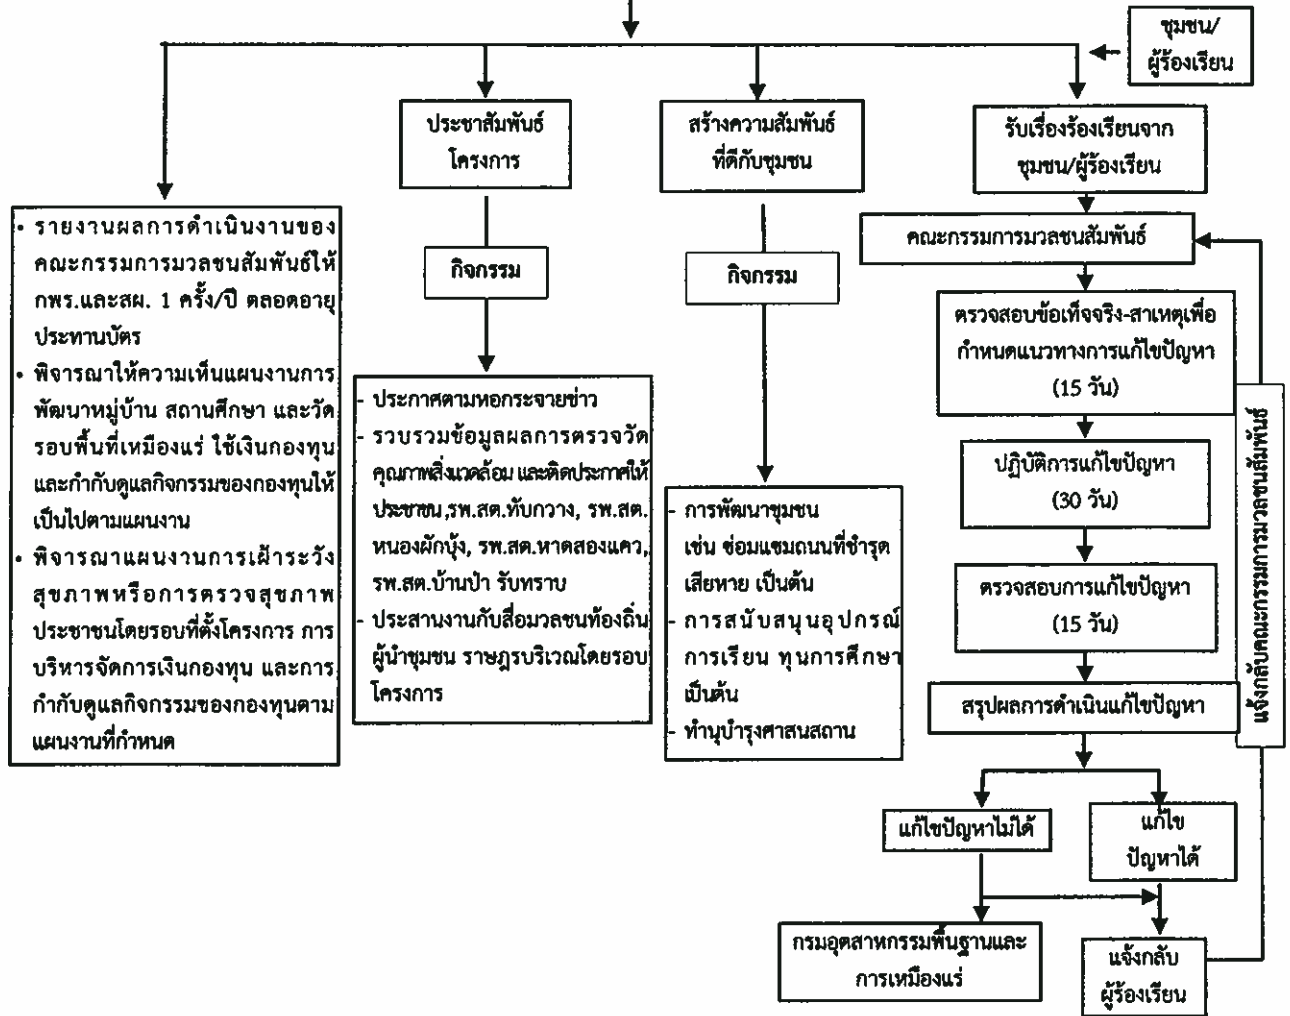 ชุมชน/
ผู้ร้องเรียน
ประชาสัมพันธ์
โครงการ
สร้างความสัมพันธ์
ที่ดีกับชุมชน
รับเรื่องร้องเรียนจาก
ชุมชน/ผู้ร้องเรียน
• รายงานผลการดำเนินงานของ
คณะกรรมการมวลชนสัมพันธ์ให้
กพร.และสผ. 1 ครั้ง/ปี ตลอดอายุ
ประทานบัตร
• พิจารณาให้ความเห็นแผนงานการ
พัฒนาหมู่บ้าน สถานศึกษา และวัด
รอบพื้นที่เหมืองแร่ ใช้เงินกองทุน
และกำกับดูแลกิจกรรมของกองทุนให้
เป็นไปตามแผนงาน
• พิจารณาแผนงานการเฝ้าระวัง
สุขภาพหรือการตรวจสุขภาพ
ประชาชนโดยรอบที่ตั้งโครงการ การ
บริหารจัดการเงินกองทุน และการ
กำกับดูแลกิจกรรมของกองทุนตาม
แผนงานที่กำหนด
กิจกรรม
- ประกาศตามหอกระจายข่าว
- รวบรวมข้อมูลผลการตรวจวัด
คุณภาพสิ่งแวดล้อม และติดประกาศให้
ประชาชน,รพ.สต.ทับกวาง, รพ.สต.
หนองผักบุ้ง, รพ.สต.หาดสองแคว,
รพ.สต.บ้านป่า รับทราบ
- ประสานงานกับสื่อมวลชนท้องถิ่น
ผู้นำชุมชน ราษฎรบริเวณโดยรอบ
โครงการ
กิจกรรม
- การพัฒนาชุมชน
เช่น ซ่อมแซมถนนที่ชำรุด
เสียหาย เป็นต้น
- การสนับสนุนอุปกรณ์
การเรียน ทุนการศึกษา
เป็นต้น
- ทำนุบำรุงศาสนสถาน
คณะกรรมการมวลชนสัมพันธ์
ตรวจสอบข้อเท็จจริง-สาเหตุเพื่อ
กำหนดแนวทางการแก้ไขปัญหา
(15 วัน)
ปฏิบัติการแก้ไขปัญหา
(30 วัน)
ตรวจสอบการแก้ไขปัญหา
(15 วัน)
สรุปผลการดำเนินแก้ไขปัญหา
แจ้งกลับคณะกรรมการมวลชนสัมพันธ์
แก้ไขปัญหาไม่ได้
แก้ไข
ปัญหาได้
กรมอุตสาหกรรมพื้นฐานและ
การเหมืองแร่
แจ้งกลับ
ผู้ร้องเรียน